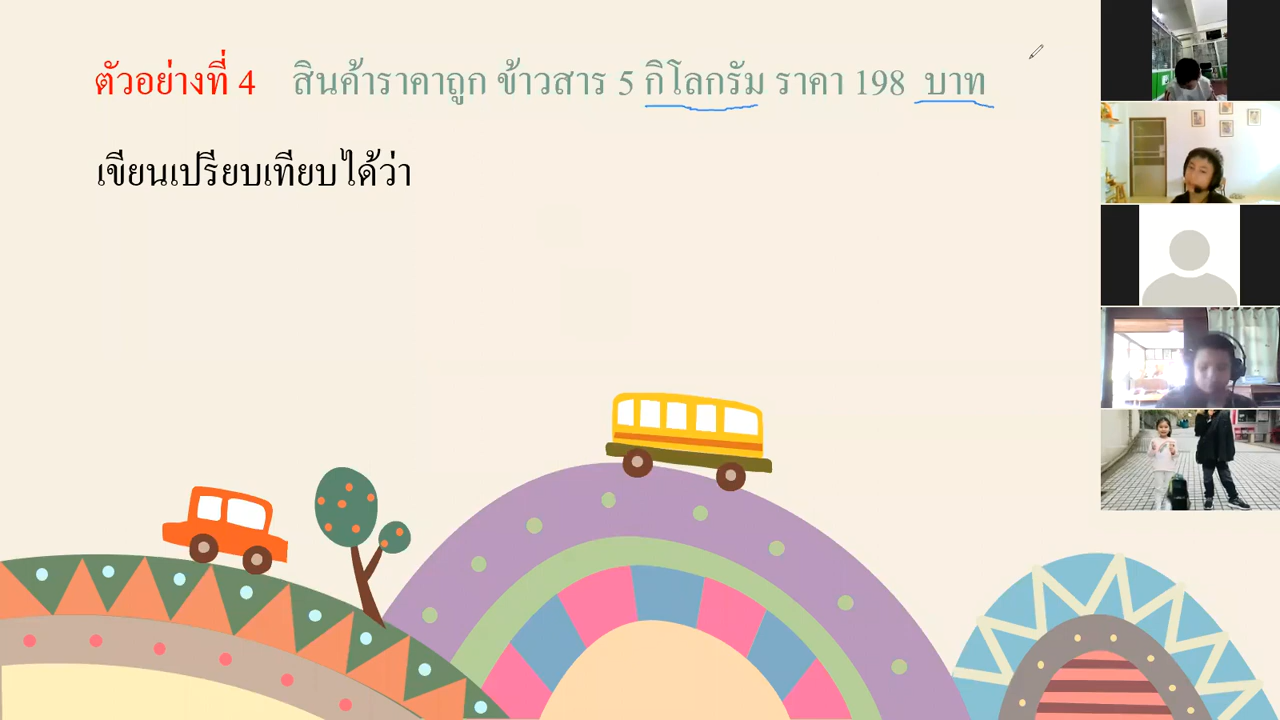 ตัวอย่างที่ 4 สินค้าราคาถูก ข้าวสาร 5 กิโลกรัม ราคา 198 บาท
เขียนเปรียบเทียบได้ว่า